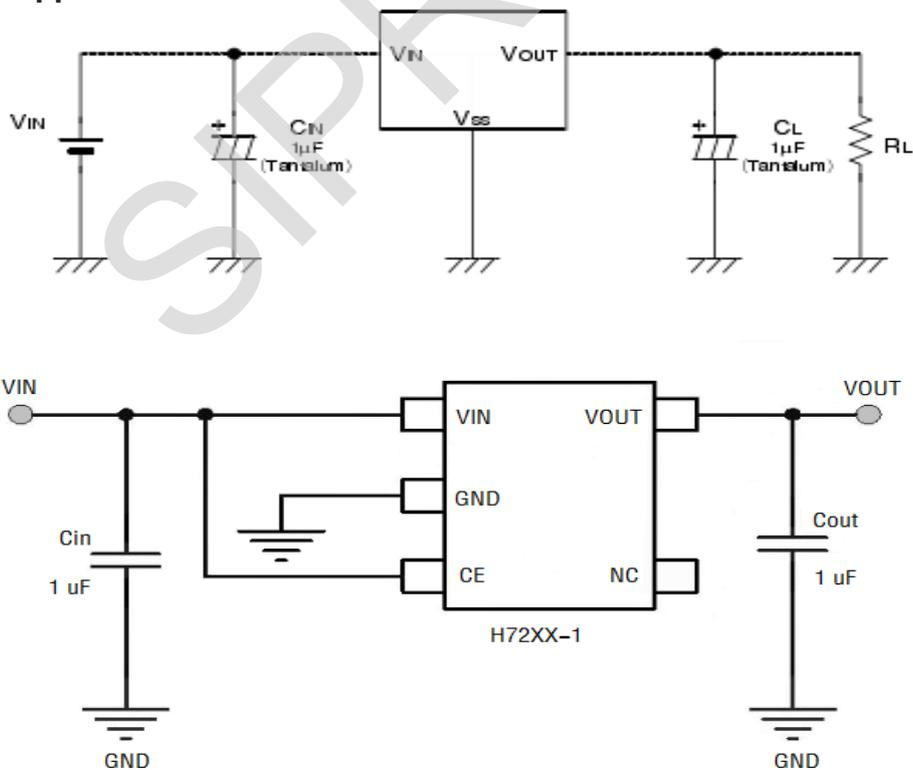 VIN VOUT
VSS
VIN
+ CIN
1µF
(Tantalum)
+ CL
1µF
(Tantalum)
RL
SIPR
VIN VOUT
VIN VOUT
GND
Cin
1 uF
Cout
1 uF
CE NC
H72XX-1
GND GND